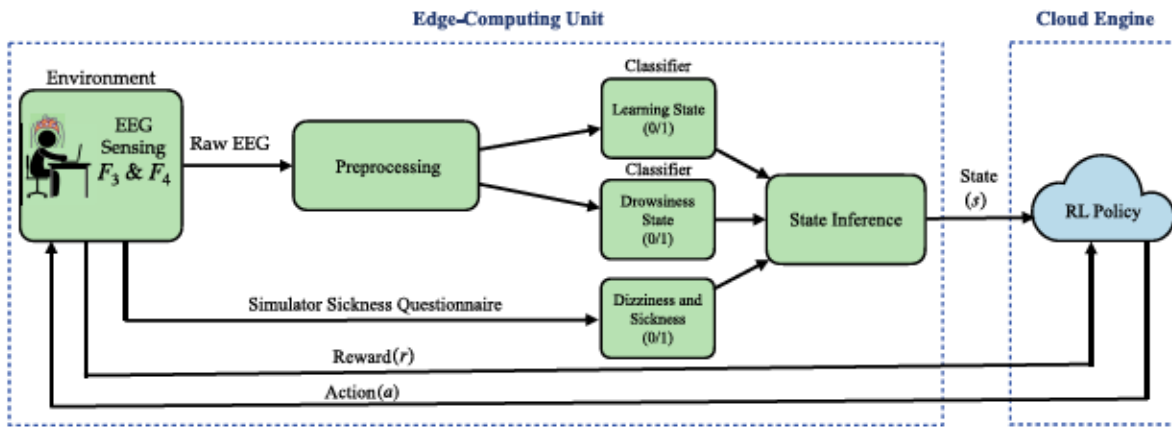 Edge-Computing Unit
Cloud Engine
Environment
EEG
Sensing
F₃ & F₄
Raw EEG
Preprocessing
Classifier
Learning State
(0/1)
Classifier
Drowsiness
State
(0/1)
Dizziness and
Sickness
(0/1)
State Inference
State
(s)
RL Policy
Simulator Sickness Questionnaire
Reward(r)
Action(a)